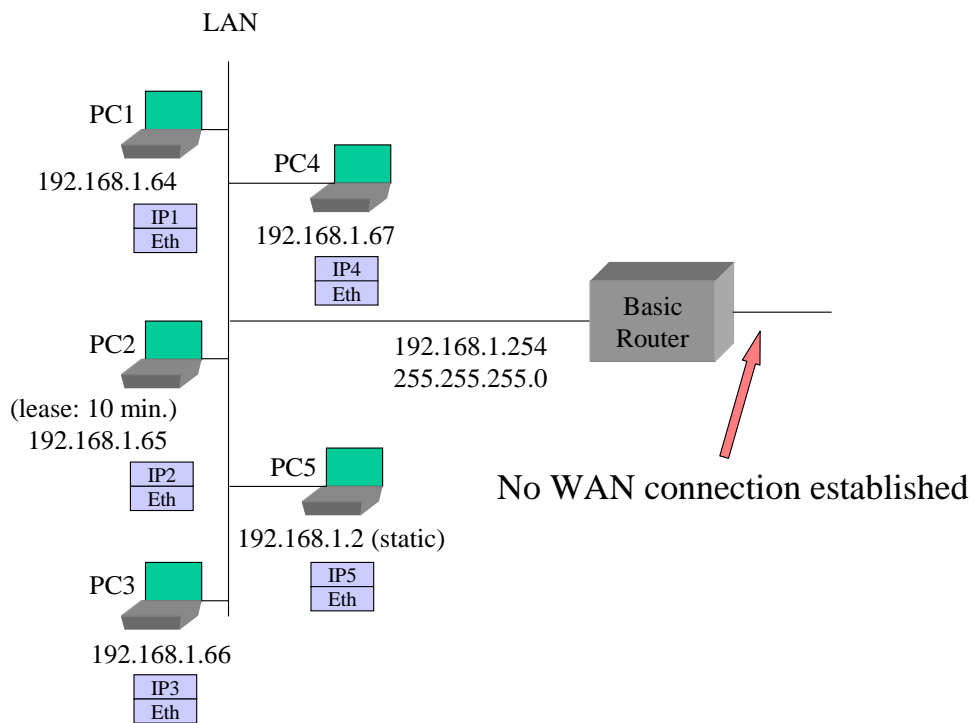 LAN
PC1
192.168.1.64
IP1
Eth
PC4
192.168.1.67
IP4
Eth
Basic
Router
192.168.1.254
255.255.255.0
PC2
(lease: 10 min.)
192.168.1.65
IP2
Eth
PC5
192.168.1.2 (static)
IP5
Eth
No WAN connection established
PC3
192.168.1.66
IP3
Eth